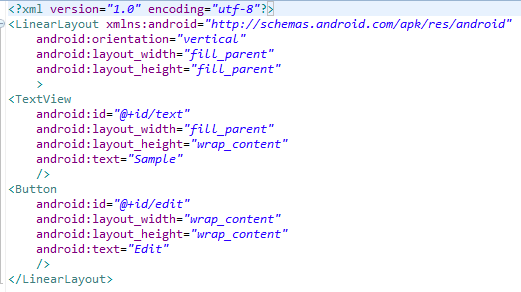 <?xml version="1.0" encoding="utf-8"?>
<LinearLayout xmlns:android="http://schemas.android.com/apk/res/android"
    android:orientation="vertical"
    android:layout_width="fill_parent"
    android:layout_height="fill_parent"
    >
<TextView
    android:id="@+id/text"
    android:layout_width="fill_parent"
    android:layout_height="wrap_content"
    android:text="Sample"
    />
<Button
    android:id="@+id/edit"
    android:layout_width="wrap_content"
    android:layout_height="wrap_content"
    android:text="Edit"
    />
</LinearLayout>